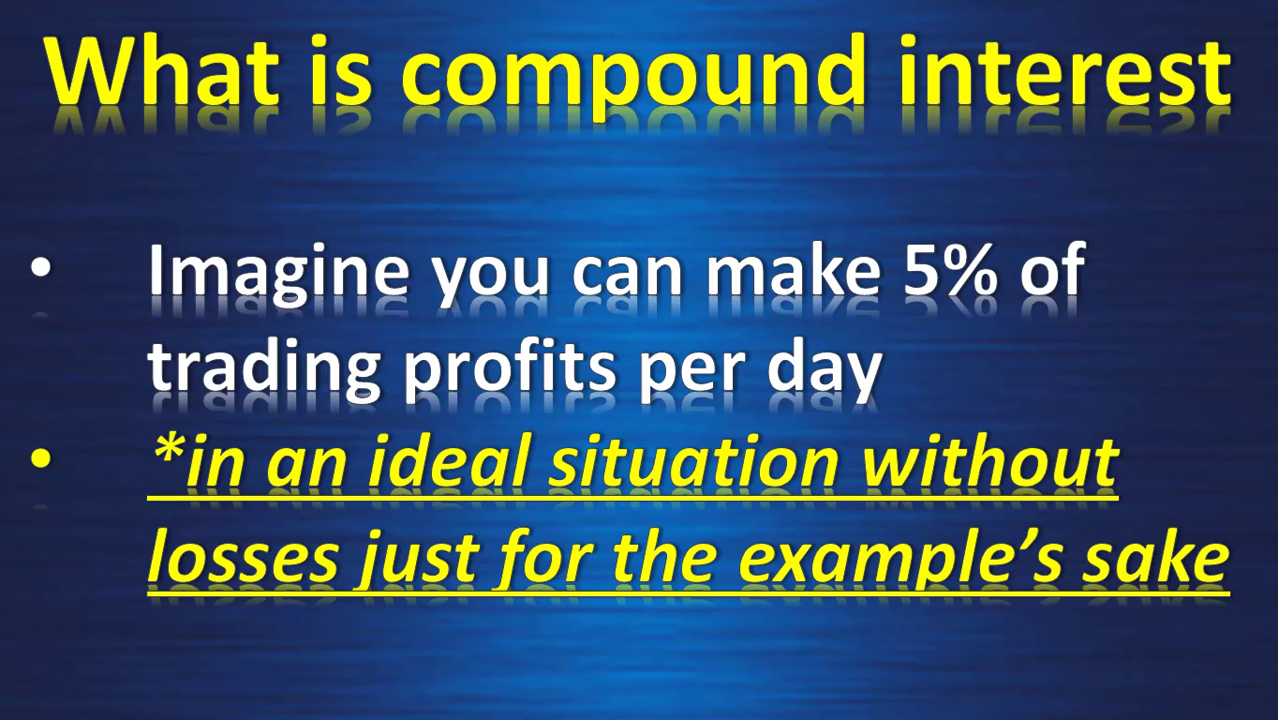 What is compound interest
• Imagine you can make 5% of
trading profits per day
• *in an ideal situation without
losses just for the example’s sake